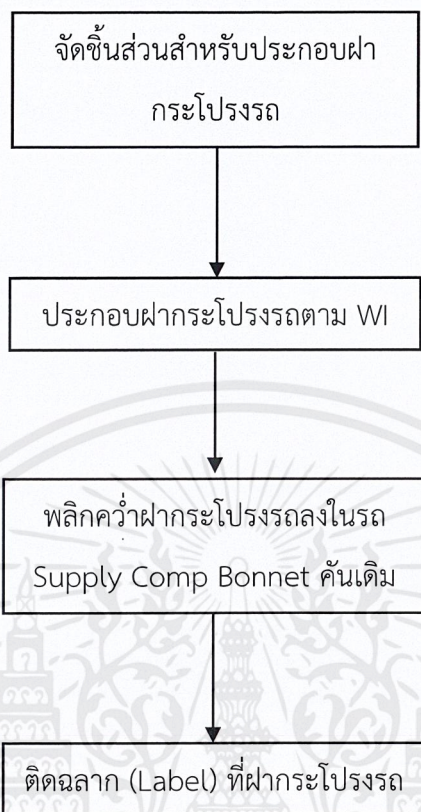 จัดชิ้นส่วนสำหรับประกอบฝา
กระโปรงรถ
ประกอบฝากระโปรงรถตาม WI
พลิกคว่ำฝากระโปรงรถลงในรถ
Supply Comp Bonnet คันเดิม
ติดฉลาก (Label) ที่ฝากระโปรงรถ